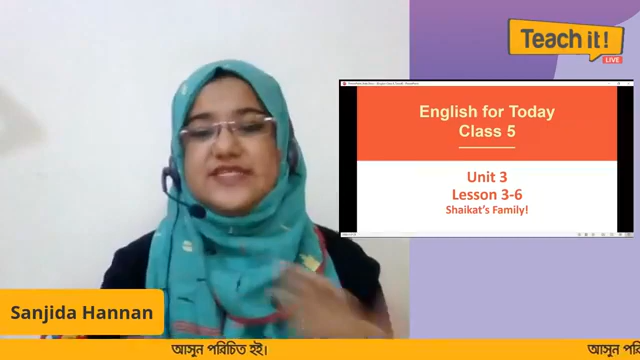 Teach it!
LIVE
English for Today
Class 5
Unit 3
Lesson 3-6
Shaikat's Family!
Sanjida Hannan
আসুন পরিচিত হই।
আসুন পরি